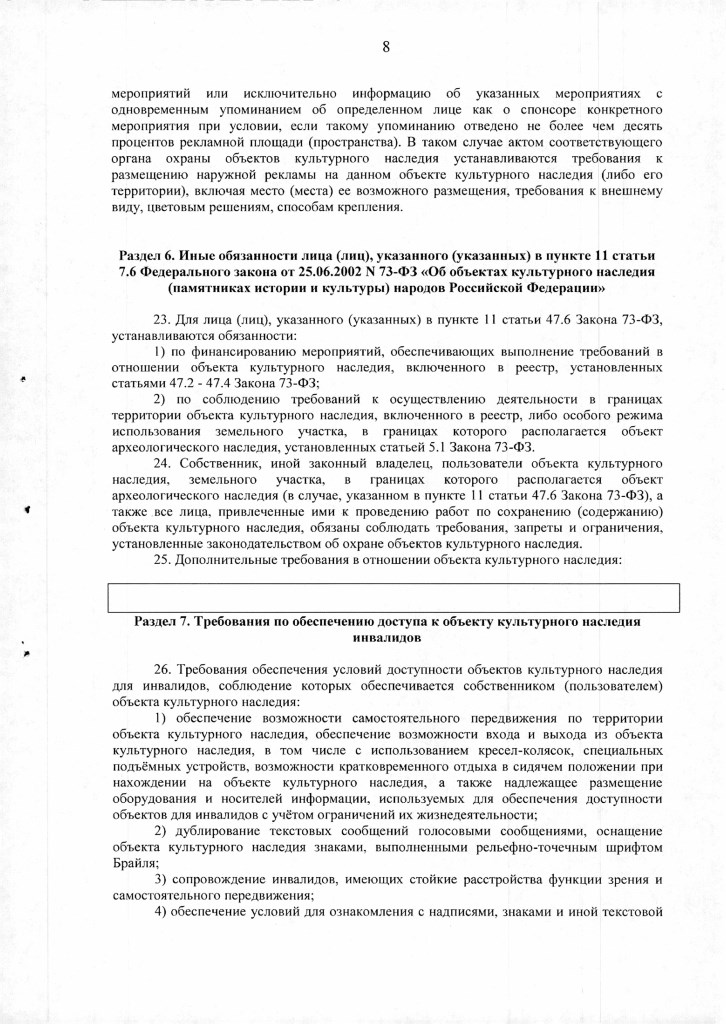 8
мероприятий или исключительно информацию об указанных мероприятиях с
одновременным упоминанием об определенном лице как о спонсоре конкретного
мероприятия при условии, если такому упоминанию отведено не более чем десять
процентов рекламной площади (пространства). В таком случае актом соответствующего
органа охраны объектов культурного наследия устанавливаются требования к
размещению наружной рекламы на данном объекте культурного наследия (либо его
территории), включая место (места) ее возможного размещения, требования к внешнему
виду, цветовым решениям, способам крепления.
Раздел 6. Иные обязанности лица (лиц), указанного (указанных) в пункте 11 статьи
7.6 Федерального закона от 25.06.2002 N 73-ФЗ «Об объектах культурного наследия
(памятниках истории и культуры) народов Российской Федерации»
23. Для лица (лиц), указанного (указанных) в пункте 11 статьи 47.6 Закона 73-ФЗ,
устанавливаются обязанности:
1) по финансированию мероприятий, обеспечивающих выполнение требований в
отношении объекта культурного наследия, включенного в реестр, установленных
статьями 47.2 - 47.4 Закона 73-ФЗ;
2) по соблюдению требований к осуществлению деятельности в границах
территории объекта культурного наследия, включенного в реестр, либо особого режима
использования земельного участка, в границах которого располагается объект
археологического наследия, установленных статьей 5.1 Закона 73-ФЗ.
24. Собственник, иной законный владелец, пользователи объекта культурного
наследия, земельного участка, в границах которого располагается объект
археологического наследия (в случае, указанном в пункте 11 статьи 47.6 Закона 73-ФЗ), а
также все лица, привлеченные ими к проведению работ по сохранению (содержанию)
объекта культурного наследия, обязаны соблюдать требования, запреты и ограничения,
установленные законодательством об охране объектов культурного наследия.
25. Дополнительные требования в отношении объекта культурного наследия:
Раздел 7. Требования по обеспечению доступа к объекту культурного наследия
инвалидов
26. Требования обеспечения условий доступности объектов культурного наследия
для инвалидов, соблюдение которых обеспечивается собственником (пользователем)
объекта культурного наследия:
1) обеспечение возможности самостоятельного передвижения по территории
объекта культурного наследия, обеспечение возможности входа и выхода из объекта
культурного наследия, в том числе с использованием кресел-колясок, специальных
подъёмных устройств, возможности кратковременного отдыха в сидячем положении при
нахождении на объекте культурного наследия, а также надлежащее размещение
оборудования и носителей информации, используемых для обеспечения доступности
объектов для инвалидов с учётом ограничений их жизнедеятельности;
2) дублирование текстовых сообщений голосовыми сообщениями, оснащение
объекта культурного наследия знаками, выполненными рельефно-точечным шрифтом
Брайля;
3) сопровождение инвалидов, имеющих стойкие расстройства функции зрения и
самостоятельного передвижения;
4) обеспечение условий для ознакомления с надписями, знаками и иной текстовой